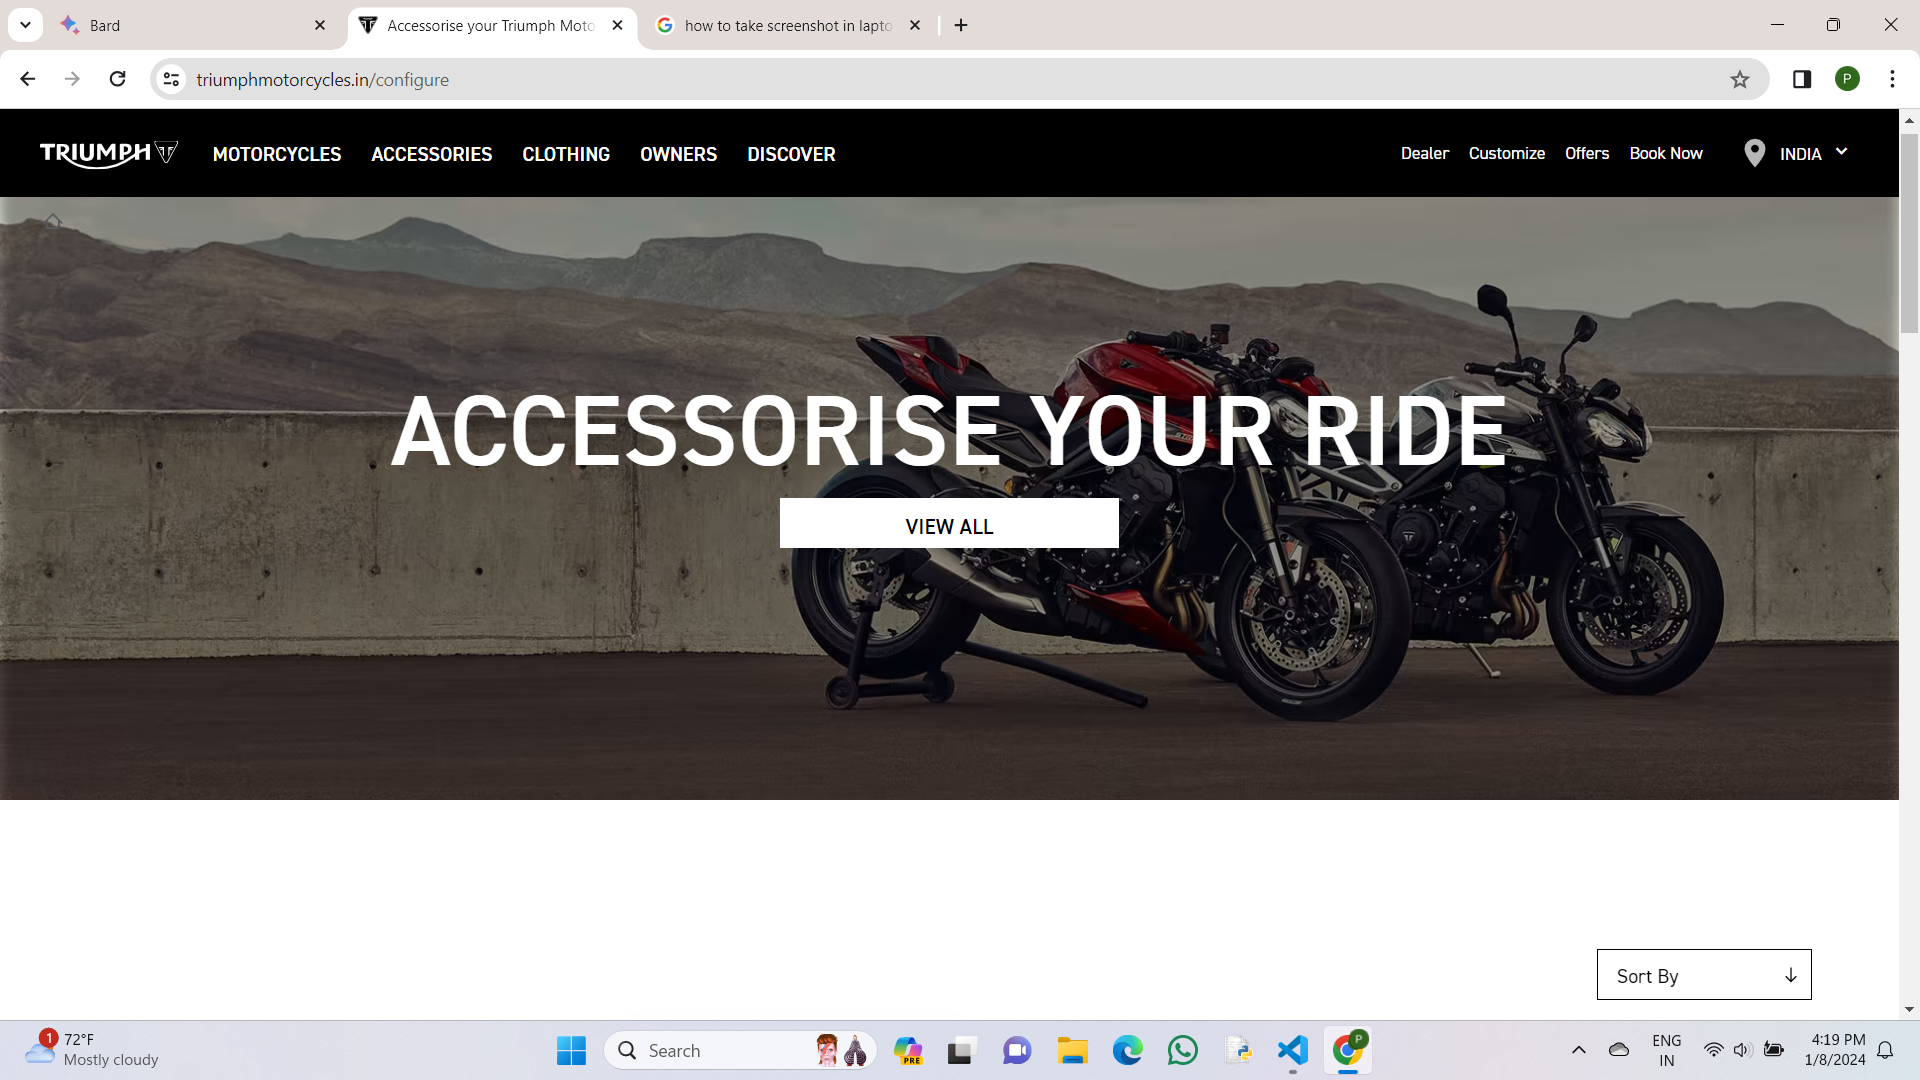 Bard
Accessorise your Triumph Moto
how to take screenshot in lapto
triumphmotorcycles.in/configure
P
TRIUMPH
MOTORCYCLES
ACCESSORIES
CLOTHING
OWNERS
DISCOVER
Dealer
Customize
Offers
Book Now
INDIA
ACCESSORISE YOUR RIDE
VIEW ALL
Sort By
1
72°F
Mostly cloudy
Search
PRE
P
ENG
IN
4:19 PM
1/8/2024